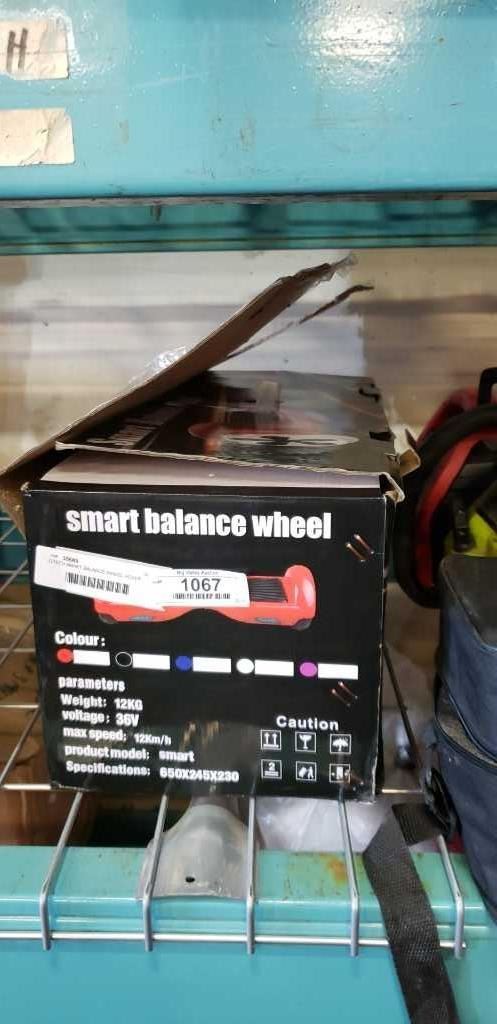 H
smart balance wheel
1067
Colour:
parameters
Weight: 12KG
voltage: 36V
max speed: 12Km/h
product model: smart
Specifications: 650X245X230
Caution
2